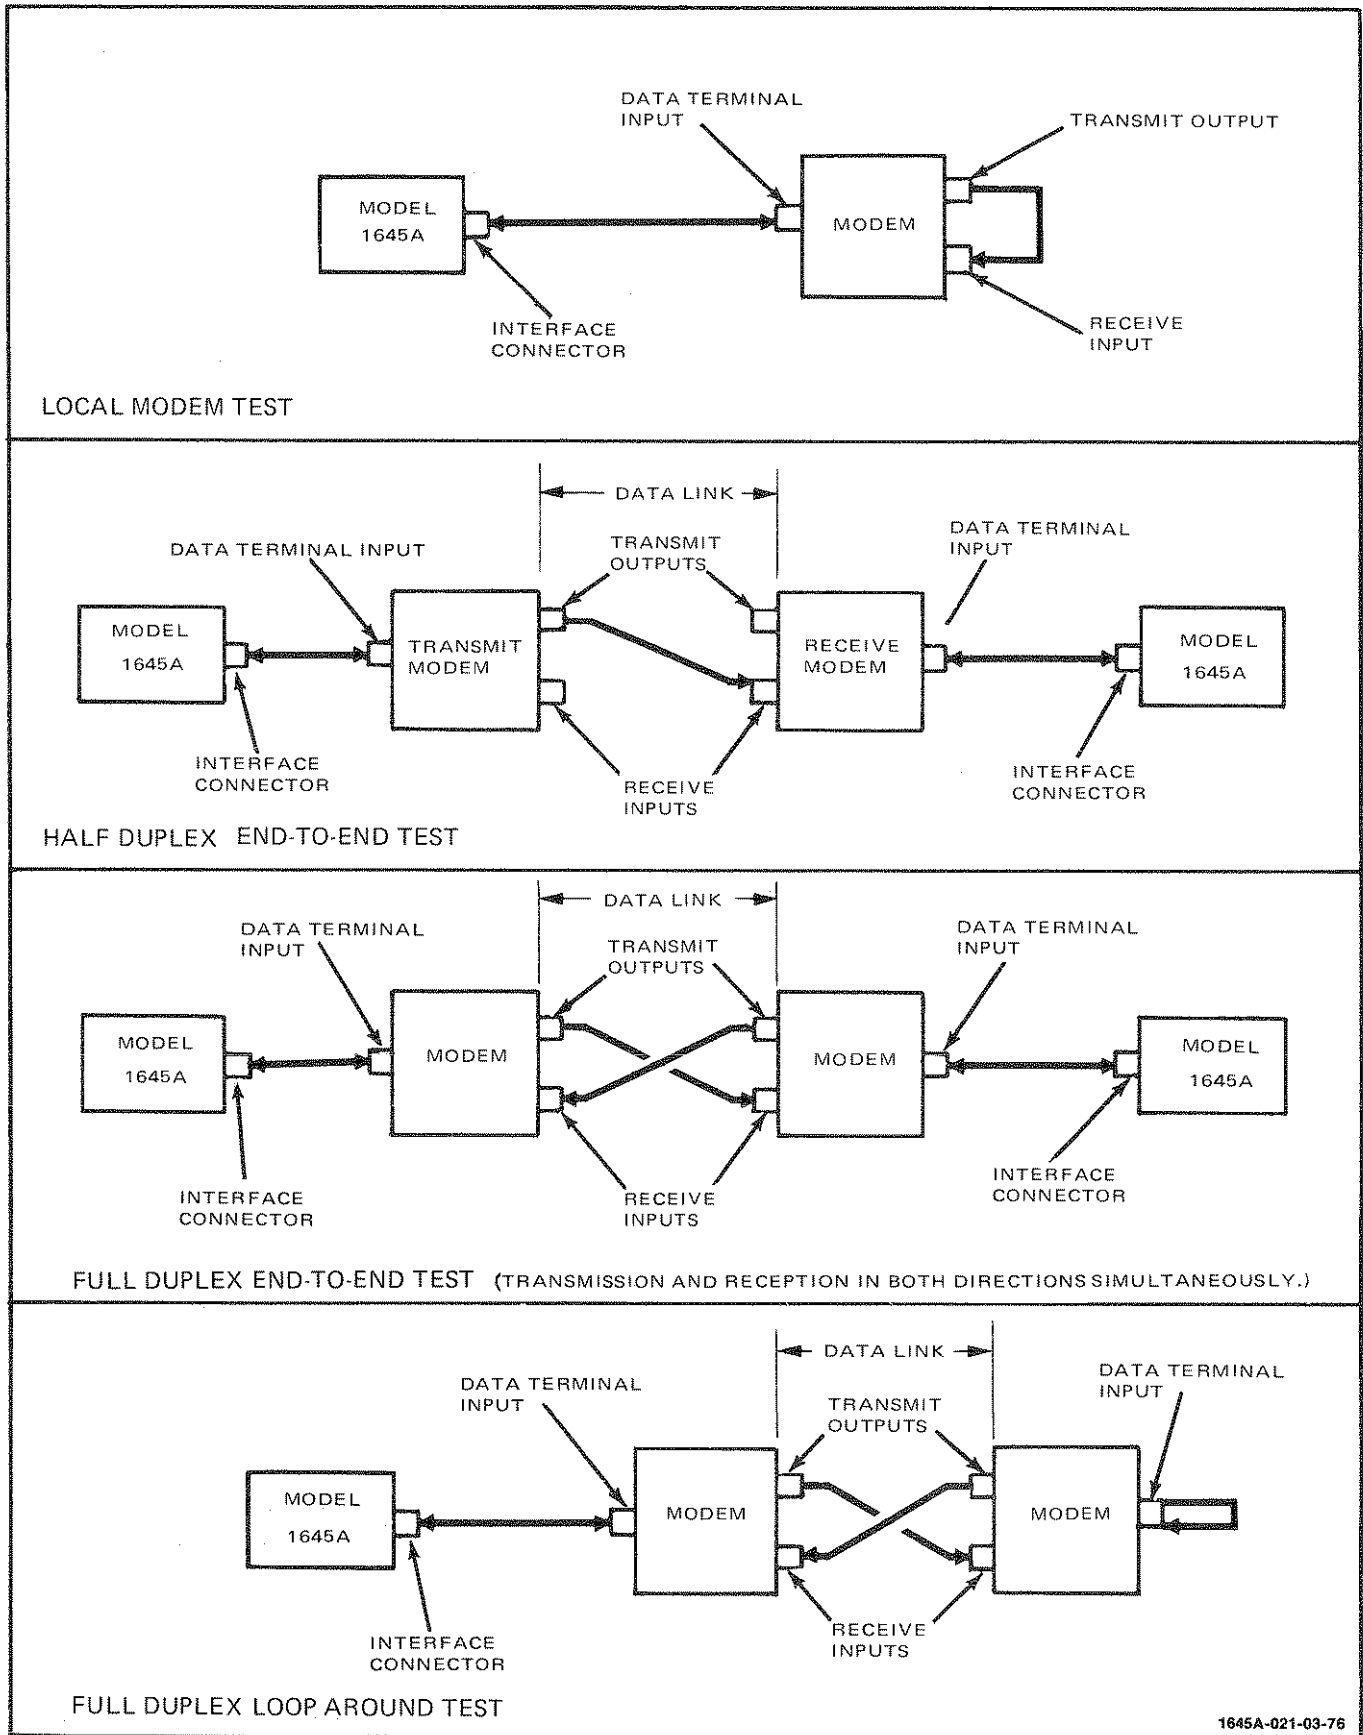 DATA TERMINAL
INPUT
TRANSMIT OUTPUT
MODEL
1645A
MODEM
INTERFACE
CONNECTOR
RECEIVE
INPUT
LOCAL MODEM TEST
DATA LINK
DATA TERMINAL INPUT
TRANSMIT
OUTPUTS
DATA TERMINAL
INPUT
MODEL
1645A
TRANSMIT
MODEM
RECEIVE
MODEM
MODEL
1645A
INTERFACE
CONNECTOR
RECEIVE
INPUTS
INTERFACE
CONNECTOR
HALF DUPLEX END-TO-END TEST
DATA LINK
DATA TERMINAL
INPUT
TRANSMIT
OUTPUTS
DATA TERMINAL
INPUT
MODEL
1645A
MODEM
MODEM
MODEL
1645A
INTERFACE
CONNECTOR
RECEIVE
INPUTS
INTERFACE
CONNECTOR
FULL DUPLEX END-TO-END TEST (TRANSMISSION AND RECEPTION IN BOTH DIRECTIONS SIMULTANEOUSLY.)
DATA LINK
DATA TERMINAL
INPUT
TRANSMIT
OUTPUTS
DATA TERMINAL
INPUT
MODEL
1645A
MODEM
MODEM
INTERFACE
CONNECTOR
RECEIVE
INPUTS
FULL DUPLEX LOOP AROUND TEST
1645A-021-03-76